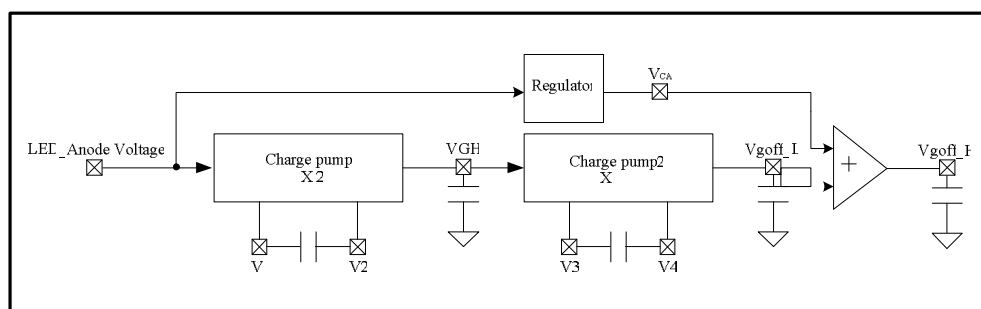 Regulator
VCA
LED_Anode Voltage
Charge pump
X2
VGH
Charge pump2
X
Vgoff_L
+
Vgoff_H
V
V2
V3
V4